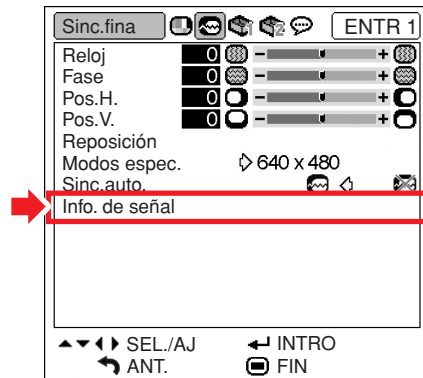 Sinc.fina ENTR 1
Reloj 0 - +
Fase 0 - +
Pos.H. 0 - +
Pos.V. 0 - +
Reposición
Modos espec. 640 x 480
Sinc.auto.
Info. de señal
SEL./AJ INTRO
ANT. FIN